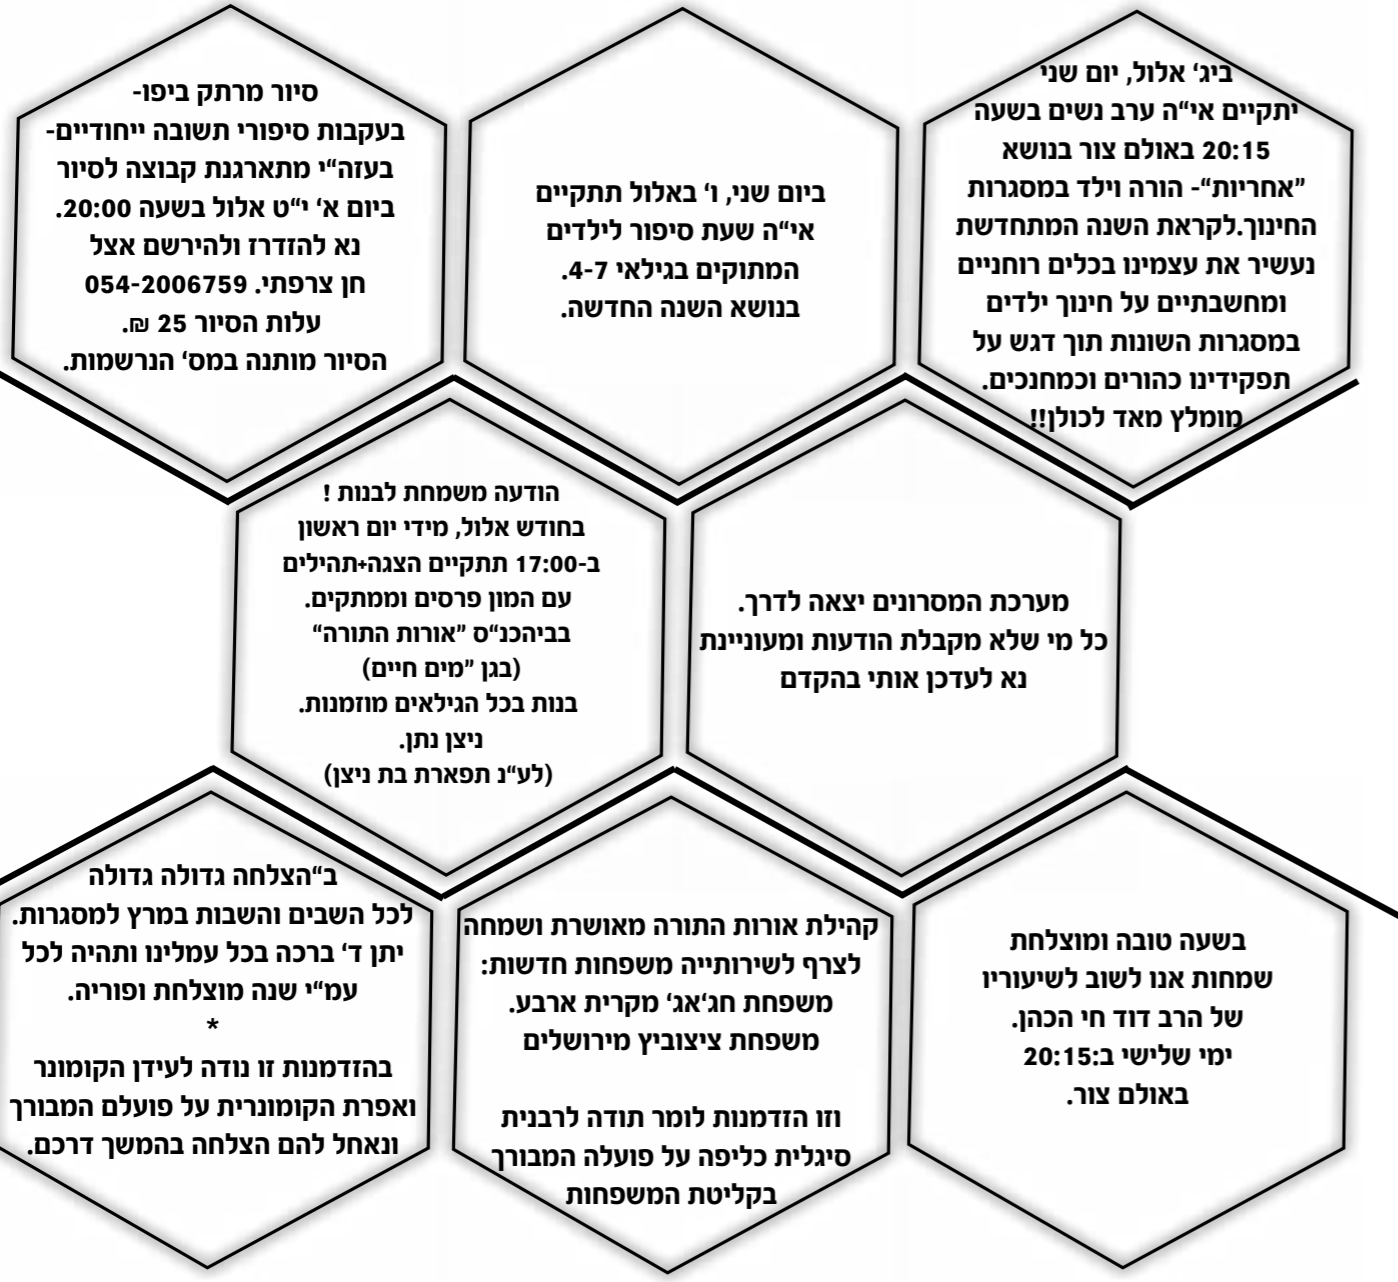 ביג' אלול, יום שני
יתקיים אי"ה ערב נשים בשעה
20:15 באולם צור בנושא
"אחריות"- הורה וילד במסגרות
החינוך.לקראת השנה המתחדשת
נעשיר את עצמינו בכלים רוחניים
ומחשבתיים על חינוך ילדים
במסגרות השונות תוך דגש על
תפקידינו כהורים וכמחנכים.
מומלץ מאד לכולן!!
ביום שני, ו' באלול תתקיים
אי"ה שעת סיפור לילדים
המתוקים בגילאי 4-7.
בנושא השנה החדשה.
סיור מרתק ביפו-
בעקבות סיפורי תשובה ייחודיים-
בעזה"י מתארגנת קבוצה לסיור
ביום א' י"ט אלול בשעה 20:00.
נא להזדרז ולהירשם אצל
חן צרפתי. 054-2006759
עלות הסיור 25 ₪.
הסיור מותנה במס' הנרשמות.
מערכת המסרונים יצאה לדרך.
כל מי שלא מקבלת הודעות ומעוניינת
נא לעדכן אותי בהקדם
הודעה משמחת לבנות !
בחודש אלול, מידי יום ראשון
ב-17:00 תתקיים הצגה+תהילים
עם המון פרסים וממתקים.
בביהכנ"ס "אורות התורה"
(בגן "מים חיים)
בנות בכל הגילאים מוזמנות.
ניצן נתן.
(לע"נ תפארת בת ניצן)
בשעה טובה ומוצלחת
שמחות אנו לשוב לשיעוריו
של הרב דוד חי הכהן.
ימי שלישי ב:20:15
באולם צור.
קהילת אורות התורה מאושרת ושמחה
לצרף לשירותייה משפחות חדשות:
משפחת חג'אג' מקרית ארבע.
משפחת ציצוביץ מירושלים
וזו הזדמנות לומר תודה לרבנית
סיגלית כליפה על פועלה המבורך
בקליטת המשפחות
ב"הצלחה גדולה גדולה
לכל השבים והשבות במרץ למסגרות.
יתן ד' ברכה בכל עמלינו ותהיה לכל
עמ"י שנה מוצלחת ופוריה.
*
בהזדמנות זו נודה לעידן הקומונר
ואפרת הקומונרית על פועלם המבורך
ונאחל להם הצלחה בהמשך דרכם.